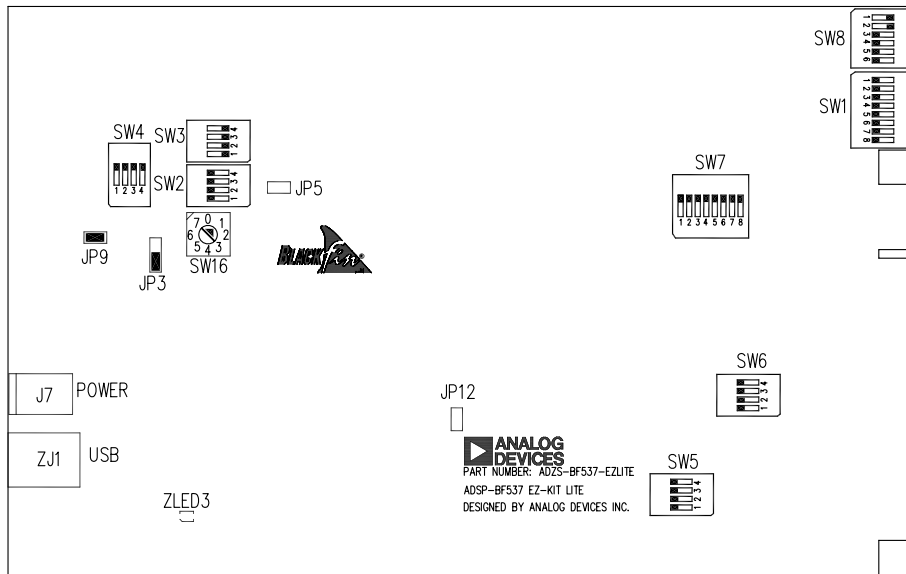 SW8
1
2
3
4
5
6
SW1
1
2
3
4
5
6
7
8
SW4
1 2 3 4
SW3
4
3
2
1
SW2
4
3
2
1
JP5
SW7
1 2 3 4 5 6 7 8
JP9
JP3
7 0 1
6 2
5 4 3
SW16
BLACKfin®
J7
POWER
ZJ1
USB
ZLED3
JP12
SW6
4
3
2
1
ANALOG
DEVICES
PART NUMBER: ADZS-BF537-EZLITE
ADSP-BF537 EZ-KIT LITE
DESIGNED BY ANALOG DEVICES INC.
SW5
4
3
2
1